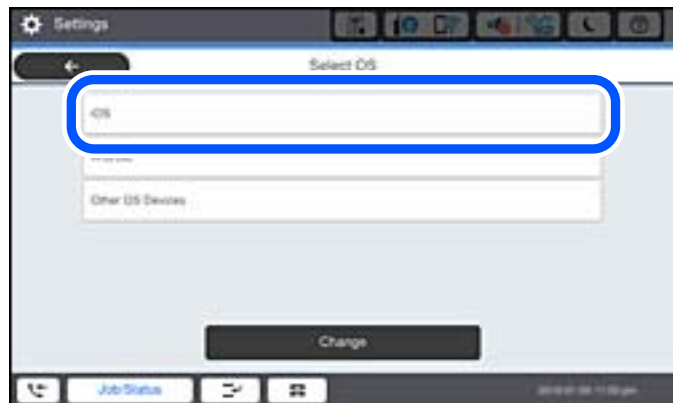 Settings
Select OS
iOS
Other OS Devices
Change
Job Status